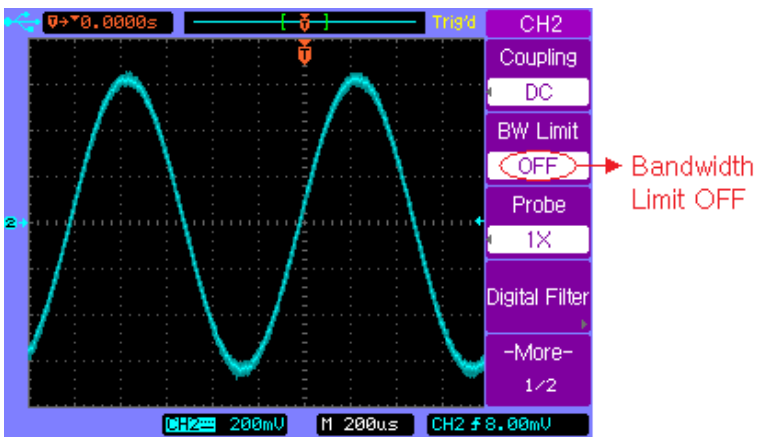 0.0000s
Trig'd
CH2
T
Coupling
DC
BW Limit
OFF
Bandwidth
Limit OFF
Probe
1X
2
Digital Filter
-More-
1/2
CH2 200mV
M 200us
CH2 8.00mV